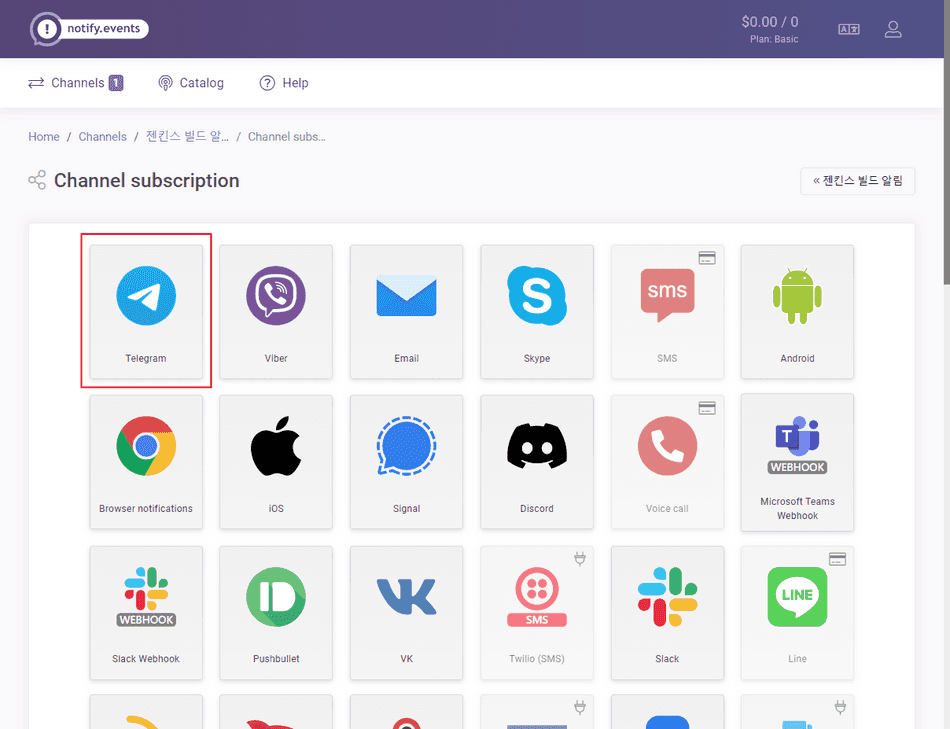 notify.events
$0.00 / 0
Plan: Basic
Channels 1 Catalog ? Help
Home / Channels / 젠킨스 빌드 알... / Channel subs...
Channel subscription
« 젠킨스 빌드 알림
sms
Telegram Viber Email Skype SMS Android
WEBHOOK
Browser notifications iOS Signal Discord Voice call Microsoft Teams
Webhook
LINE
WEBHOOK SMS
Slack Webhook Pushbullet VK Twilio (SMS) Slack Line